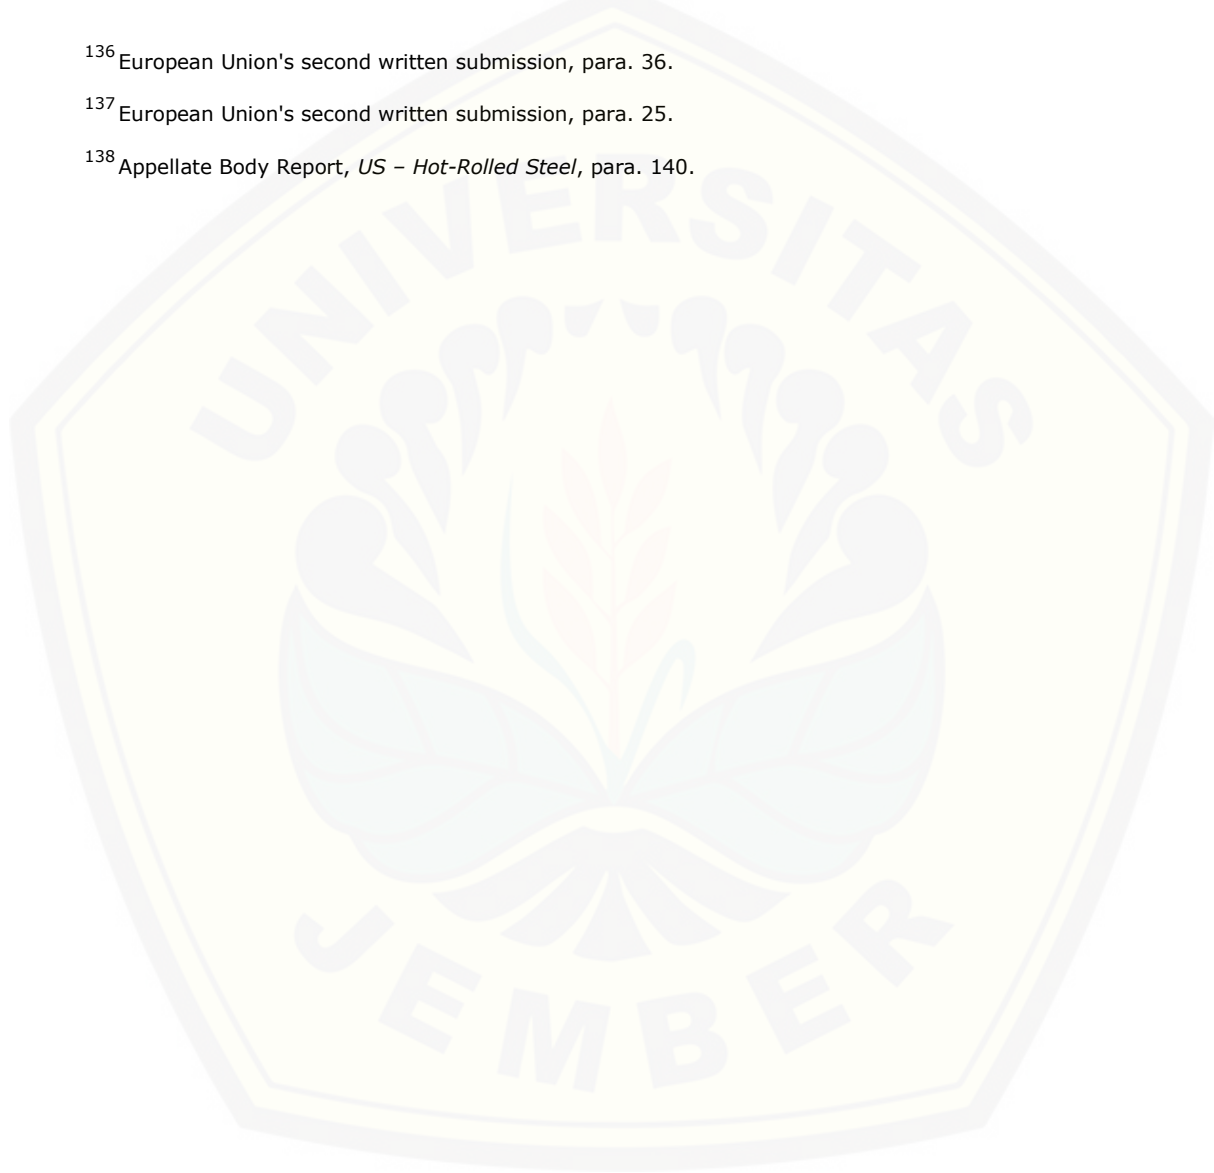 136 European Union's second written submission, para. 36.
137 European Union's second written submission, para. 25.
138 Appellate Body Report, US – Hot-Rolled Steel, para. 140.
UNIVERSITAS
JEMBER